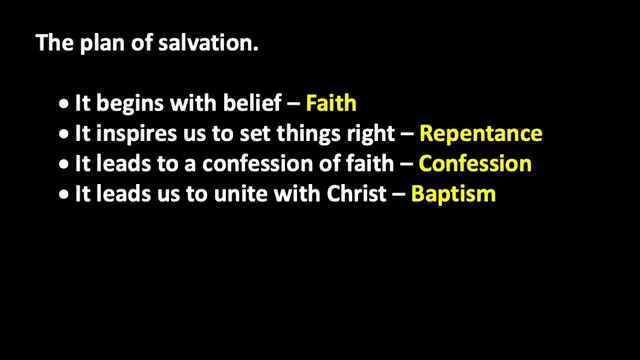 The plan of salvation.
• It begins with belief – Faith
• It inspires us to set things right – Repentance
• It leads to a confession of faith – Confession
• It leads us to unite with Christ – Baptism